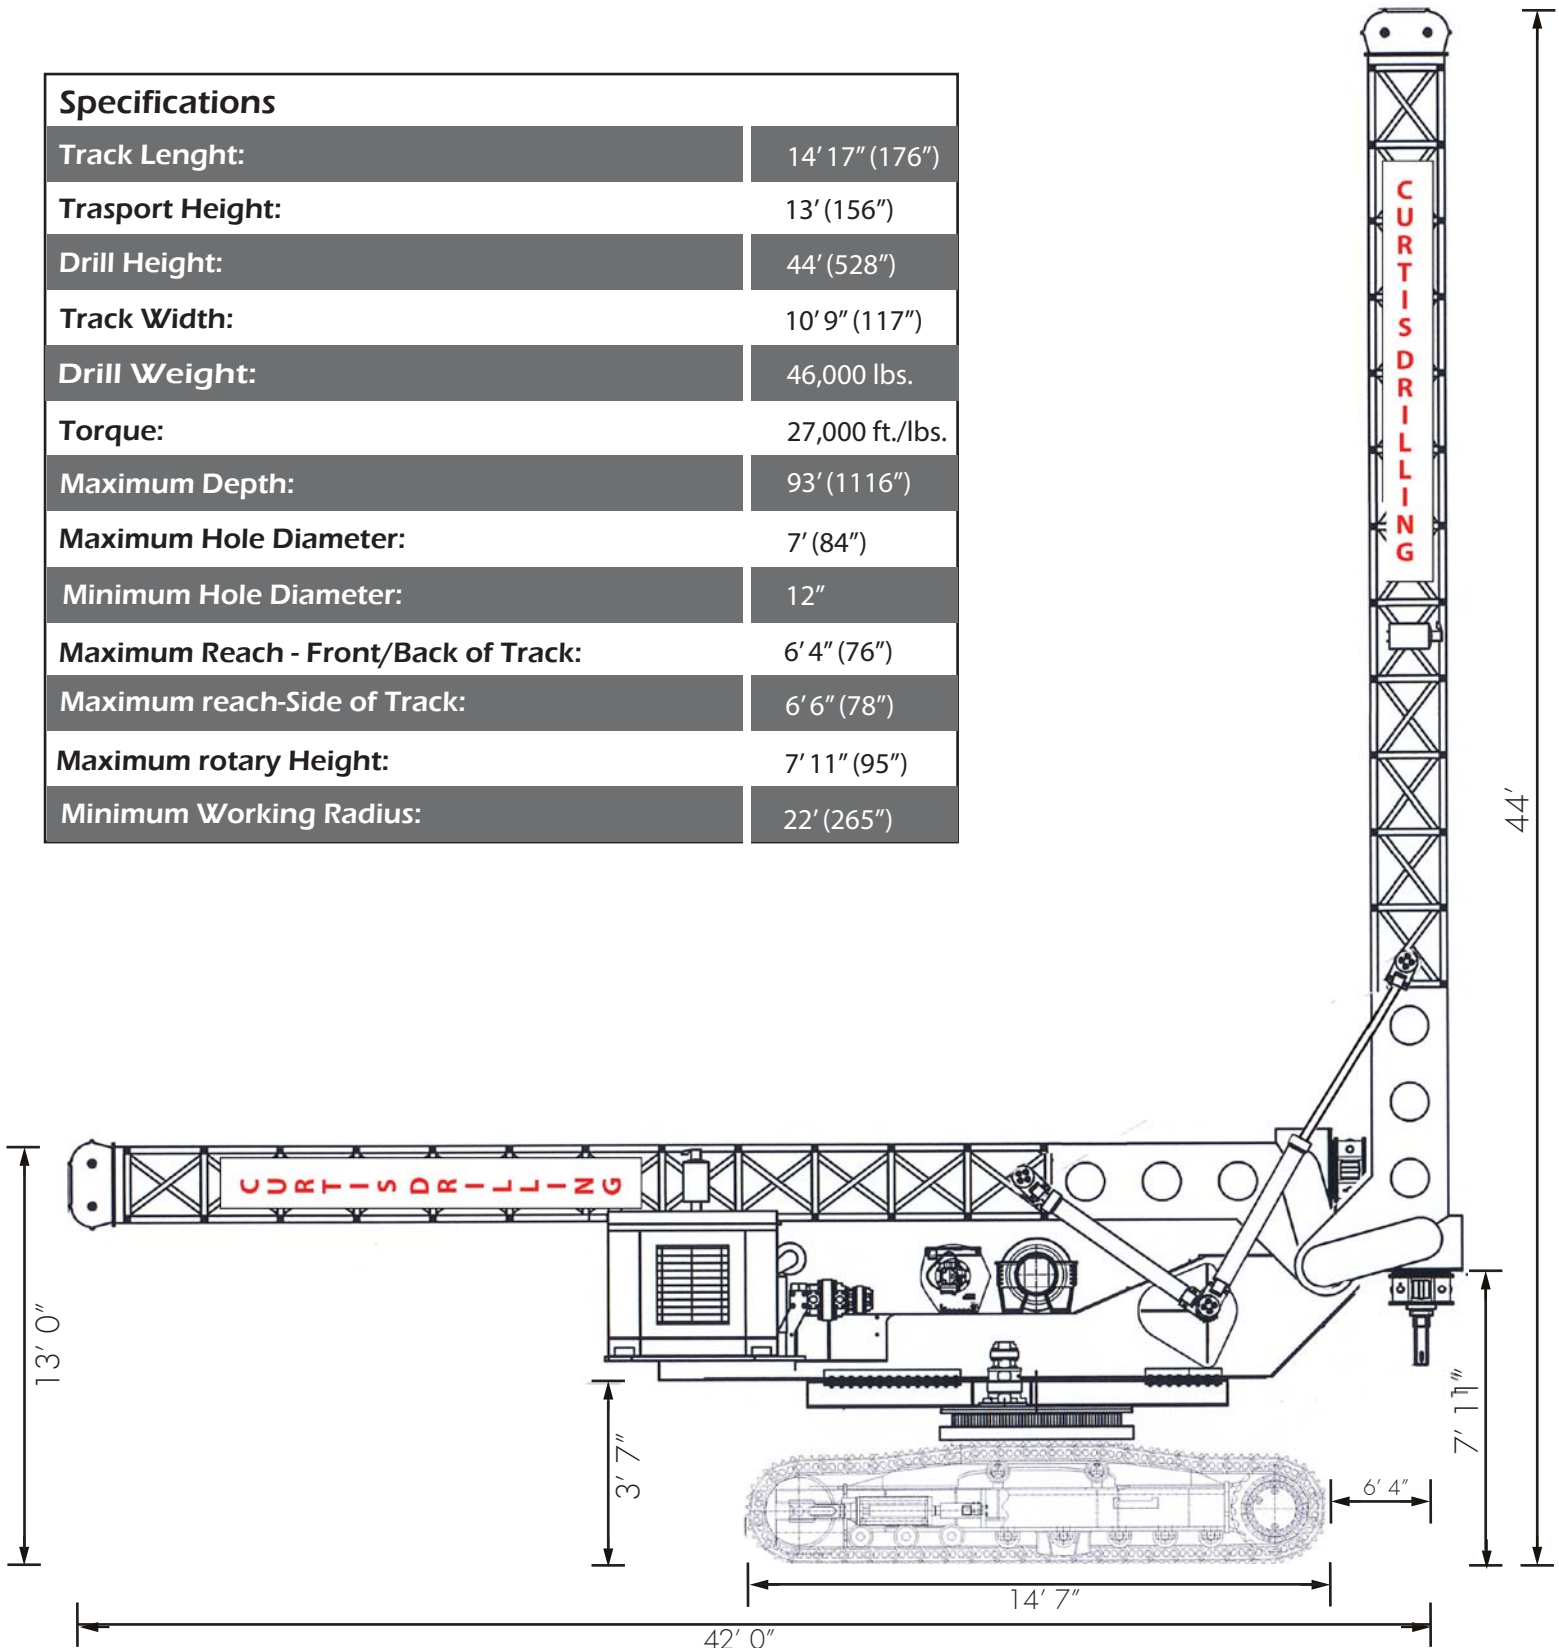 Specifications
Track Lenght: 14' 17" (176")
Trasport Height: 13' (156")
Drill Height: 44' (528")
Track Width: 10' 9" (117")
Drill Weight: 46,000 lbs.
Torque: 27,000 ft./lbs.
Maximum Depth: 93' (1116")
Maximum Hole Diameter: 7' (84")
Minimum Hole Diameter: 12"
Maximum Reach - Front/Back of Track: 6' 4" (76")
Maximum reach-Side of Track: 6' 6" (78")
Maximum rotary Height: 7' 11" (95")
Minimum Working Radius: 22' (265")
CURTIS DRILLING
44'
CURTIS DRILLING
13' 0"
3' 7"
7' 11"
6' 4"
14' 7"
42' 0"